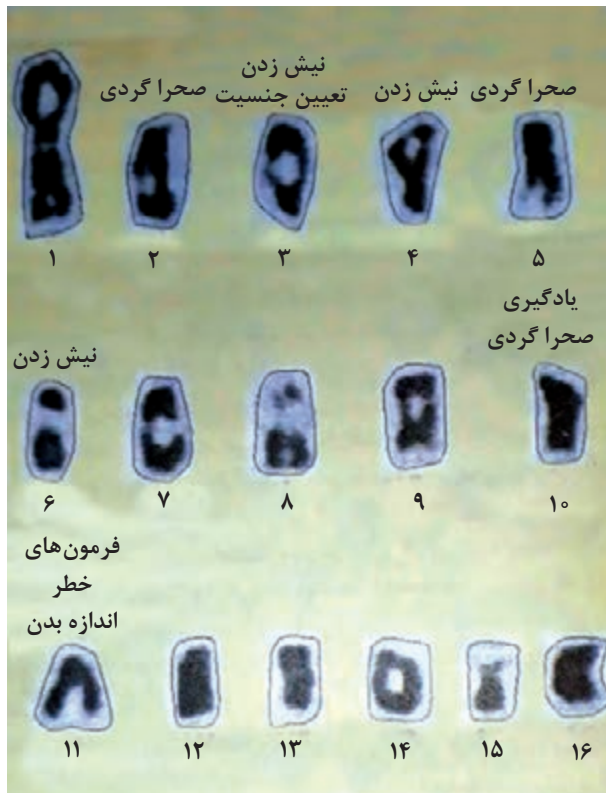 نیش زدن
صحرا گردی تعیین جنسیت نیش زدن صحرا گردی
۱ ۲ ۳ ۴ ۵
یادگیری
نیش زدن صحرا گردی
۶ ۷ ۸ ۹ ۱۰
فرمون‌های
خطر
اندازه بدن
۱۱ ۱۲ ۱۳ ۱۴ ۱۵ ۱۶